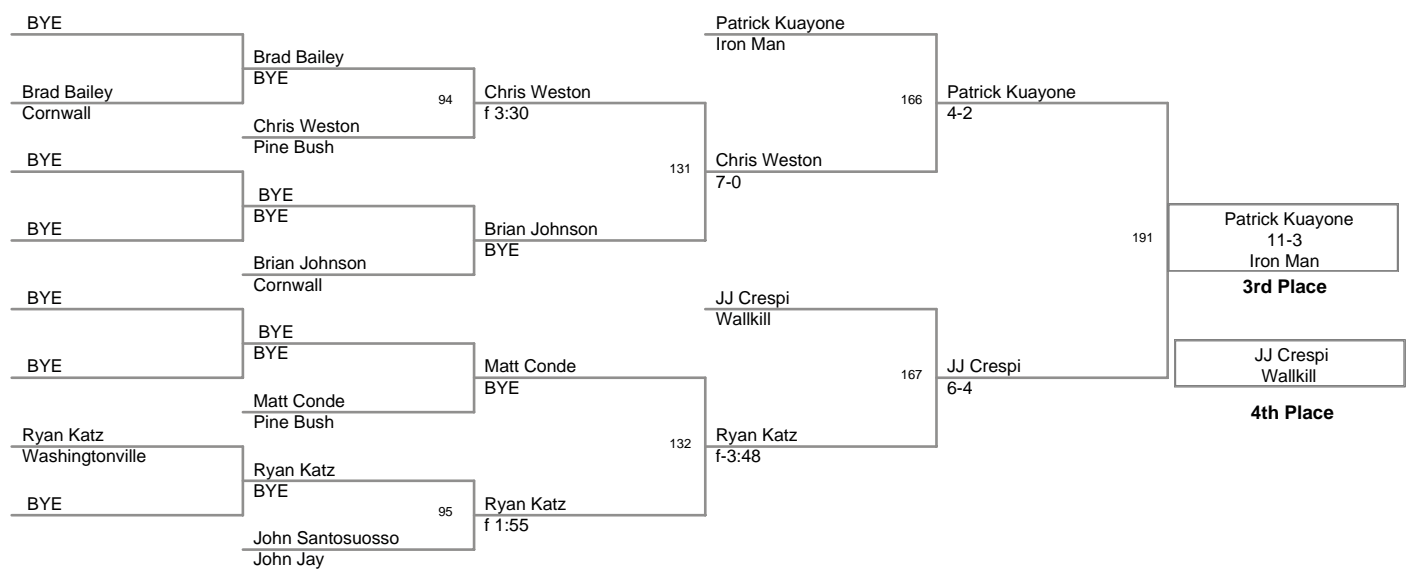 BYE
Brad Bailey
Cornwall
BYE
BYE
BYE
BYE
Ryan Katz
Washingtonville
BYE
Brad Bailey
BYE
94
Chris Weston
Pine Bush
BYE
BYE
Brian Johnson
Cornwall
BYE
BYE
Matt Conde
Pine Bush
Ryan Katz
BYE
95
John Santosuosso
John Jay
Chris Weston
f 3:30
131
Brian Johnson
BYE
Matt Conde
BYE
132
Ryan Katz
f 1:55
Patrick Kuayone
Iron Man
166
Chris Weston
7-0
JJ Crespi
Wallkill
167
Ryan Katz
f-3:48
Patrick Kuayone
4-2
191
JJ Crespi
6-4
Patrick Kuayone
11-3
Iron Man
3rd Place
JJ Crespi
Wallkill
4th Place